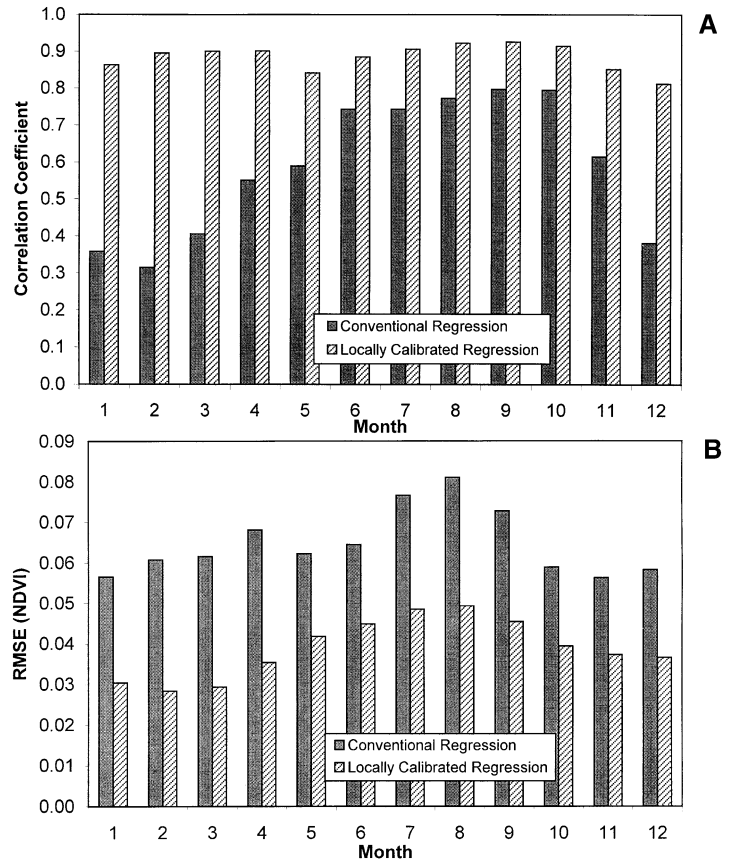 A
Correlation Coefficient
1.0
0.9
0.8
0.7
0.6
0.5
0.4
0.3
0.2
0.1
0.0
Conventional Regression
Locally Calibrated Regression
1 2 3 4 5 6 7 8 9 10 11 12
Month
B
RMSE (NDVI)
0.09
0.08
0.07
0.06
0.05
0.04
0.03
0.02
0.01
0.00
Conventional Regression
Locally Calibrated Regression
1 2 3 4 5 6 7 8 9 10 11 12
Month